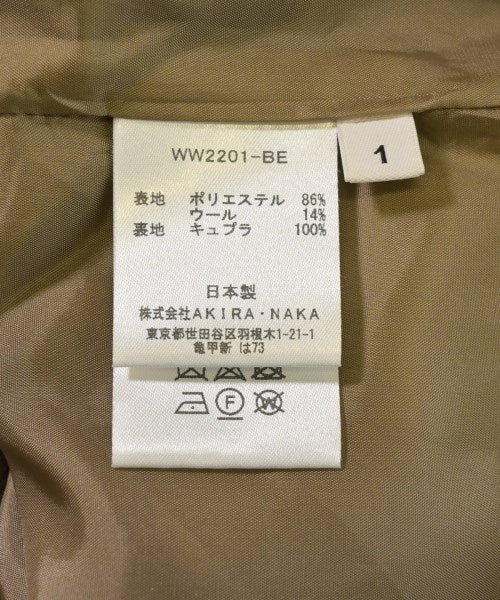 WW2201-BE
1
表地 ポリエステル 86%
ウール 14%
裏地 キュプラ 100%
日本製
株式会社AKIRA・NAKA
東京都世田谷区羽根木1-21-1
亀甲新 は73
F
W